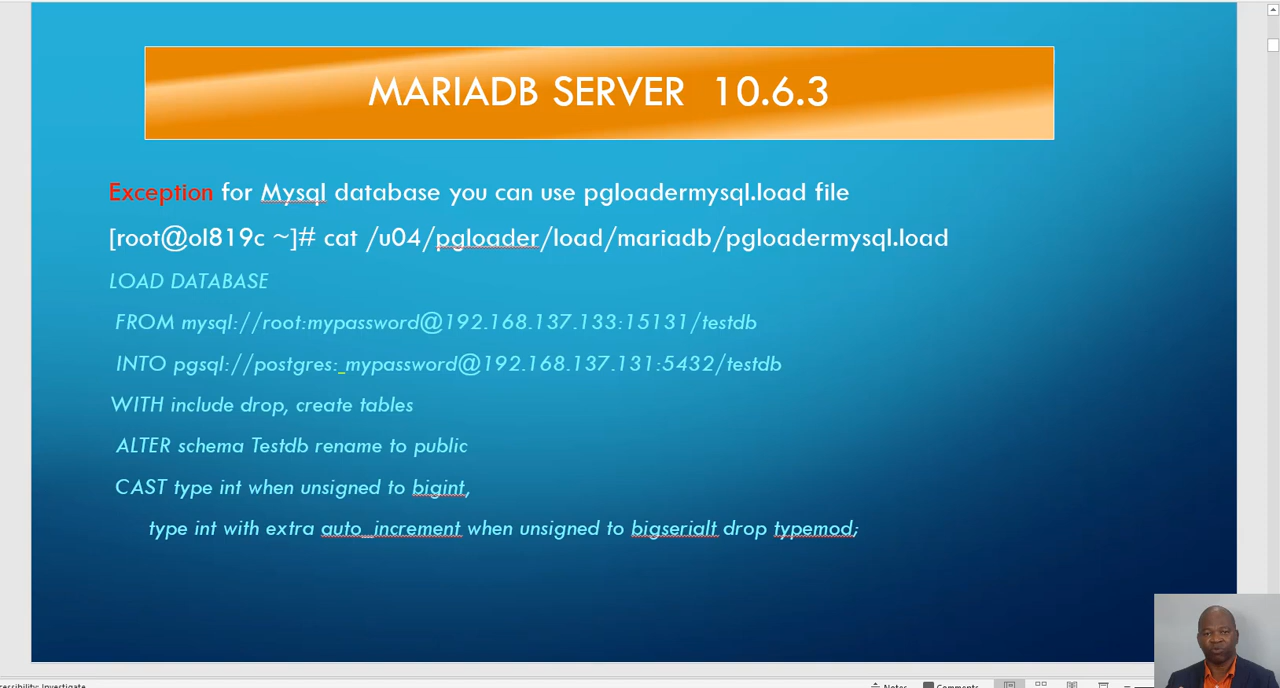 MARIADB SERVER 10.6.3
Exception for Mysql database you can use pgloadermysql.load file
[root@ol819c ~]# cat /u04/pgloader/load/mariadb/pgloadermysql.load
LOAD DATABASE
FROM mysql://root:mypassword@192.168.137.133:15131/testdb
INTO pgsql://postgres: mypassword@192.168.137.131:5432/testdb
WITH include drop, create tables
ALTER schema Testdb rename to public
CAST type int when unsigned to bigint,
type int with extra auto_increment when unsigned to bigserialt drop typemod;
Notes
Comments